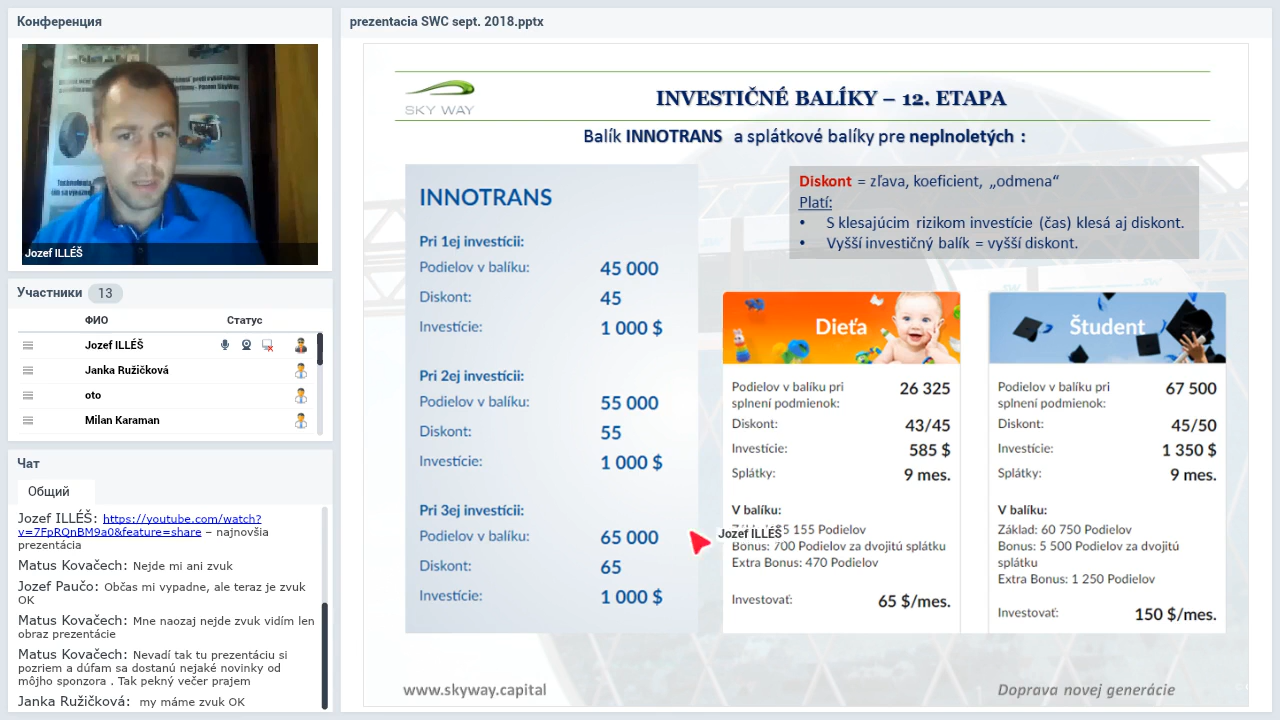 Конференция
Jozef ILLÉŠ
Участники 13
ФИО Статус
Jozef ILLÉŠ
Janka Ružičková
oto
Milan Karaman
Чат
Общий
Jozef ILLÉŠ: https://youtube.com/watch?
v=7FpRQnBM9a0&feature=share – najnovšia
prezentácia
Matus Kovačech: Nejde mi ani zvuk
Jozef Paučo: Občas mi vypadne, ale teraz je zvuk
OK
Matus Kovačech: Mne naozaj nejde zvuk vidím len
obraz prezentácie
Matus Kovačech: Nevadí tak tu prezentáciu si
pozriem a dúfam sa dostanú nejaké novinky od
môjho sponzora . Tak pekný večer prajem
Janka Ružičková: my máme zvuk OK
prezentacia SWC sept. 2018.pptx
SKY WAY
INVESTIČNÉ BALÍKY – 12. ETAPA
Balík INNOTRANS a splátkové balíky pre neplnoletých :
INNOTRANS
Pri 1ej investícii:
Podielov v balíku: 45 000
Diskont: 45
Investície: 1 000 $
Pri 2ej investícii:
Podielov v balíku: 55 000
Diskont: 55
Investície: 1 000 $
Pri 3ej investícii:
Podielov v balíku: 65 000
Diskont: 65
Investície: 1 000 $
Diskont = zľava, koeficient, „odmena“
Platí:
• S klesajúcim rizikom investície (čas) klesá aj diskont.
• Vyšší investičný balík = vyšší diskont.
Dieťa
Podielov v balíku pri
splnení podmienok: 26 325
Diskont: 43/45
Investície: 585 $
Splátky: 9 mes.
V balíku:
155 Podielov
Jozef ILLÉŠ
Bonus: 700 Podielov za dvojitú splátku
Extra Bonus: 470 Podielov
Investovať: 65 $/mes.
Študent
Podielov v balíku pri
splnení podmienok: 67 500
Diskont: 45/50
Investície: 1 350 $
Splátky: 9 mes.
V balíku:
Základ: 60 750 Podielov
Bonus: 5 500 Podielov za dvojitú
splátku
Extra Bonus: 1 250 Podielov
Investovať: 150 $/mes.
www.skyway.capital
Doprava novej generácie